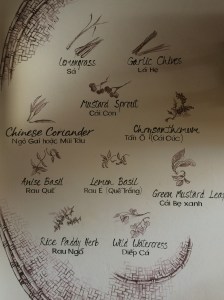 Lemongrass
Sả
Garlic Chives
Lá Hẹ
Mustard Sprout
Cải Con
Chinese Coriander
Ngò Gai hoặc Mùi Tàu
Chrysanthemum
Tần Ô (Cải Cúc)
Anise Basil
Rau Quế
Lemon Basil
Rau É (Quế Trắng)
Green Mustard Leaf
Cải Bẹ xanh
Rice Paddy Herb
Rau Ngổ
Wild Watercress
Diếp Cá